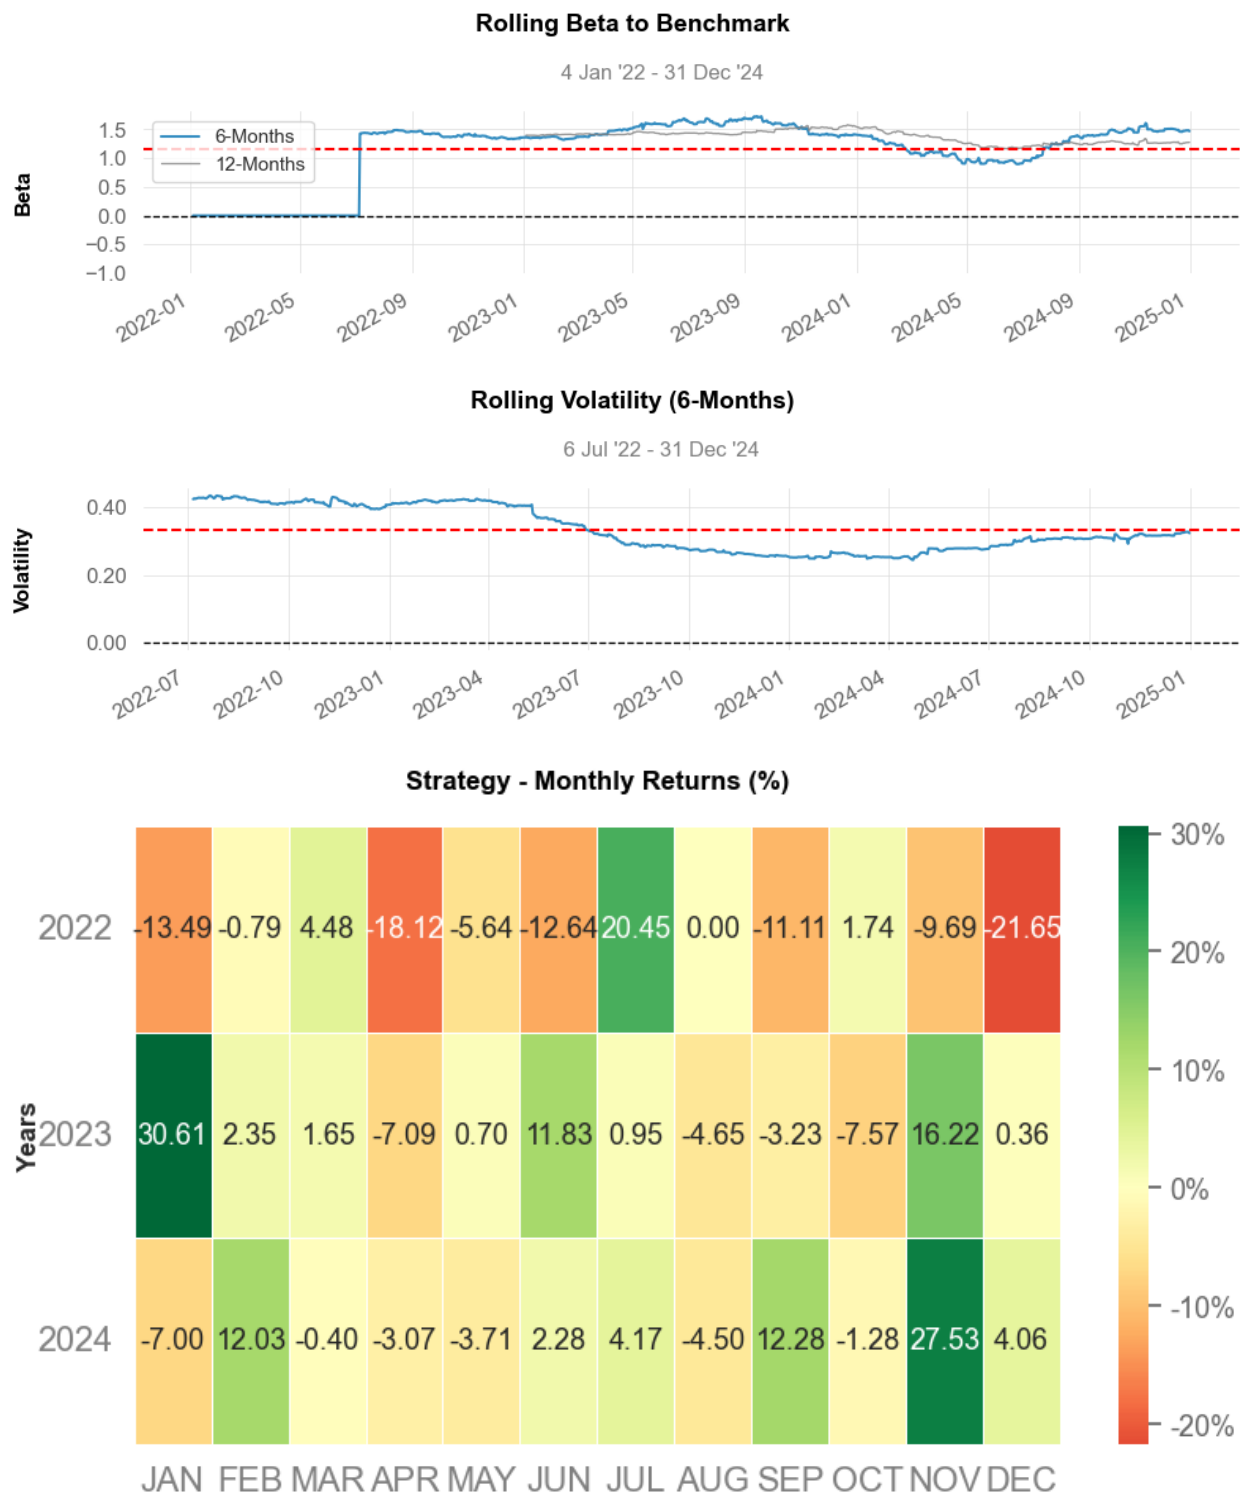 Rolling Beta to Benchmark
4 Jan '22 - 31 Dec '24
6-Months
12-Months
Beta
1.5
1.0
0.5
0.0
−0.5
−1.0
2022-01 2022-05 2022-09 2023-01 2023-05 2023-09 2024-01 2024-05 2024-09 2025-01
Rolling Volatility (6-Months)
6 Jul '22 - 31 Dec '24
Volatility
0.40
0.20
0.00
2022-07 2022-10 2023-01 2023-04 2023-07 2023-10 2024-01 2024-04 2024-07 2024-10 2025-01
Strategy - Monthly Returns (%)
Years
2022 -13.49 -0.79 4.48 -18.12 -5.64 -12.64 20.45 0.00 -11.11 1.74 -9.69 -21.65
2023 30.61 2.35 1.65 -7.09 0.70 11.83 0.95 -4.65 -3.23 -7.57 16.22 0.36
2024 -7.00 12.03 -0.40 -3.07 -3.71 2.28 4.17 -4.50 12.28 -1.28 27.53 4.06
JAN FEB MAR APR MAY JUN JUL AUG SEP OCT NOV DEC
30%
20%
10%
0%
-10%
-20%